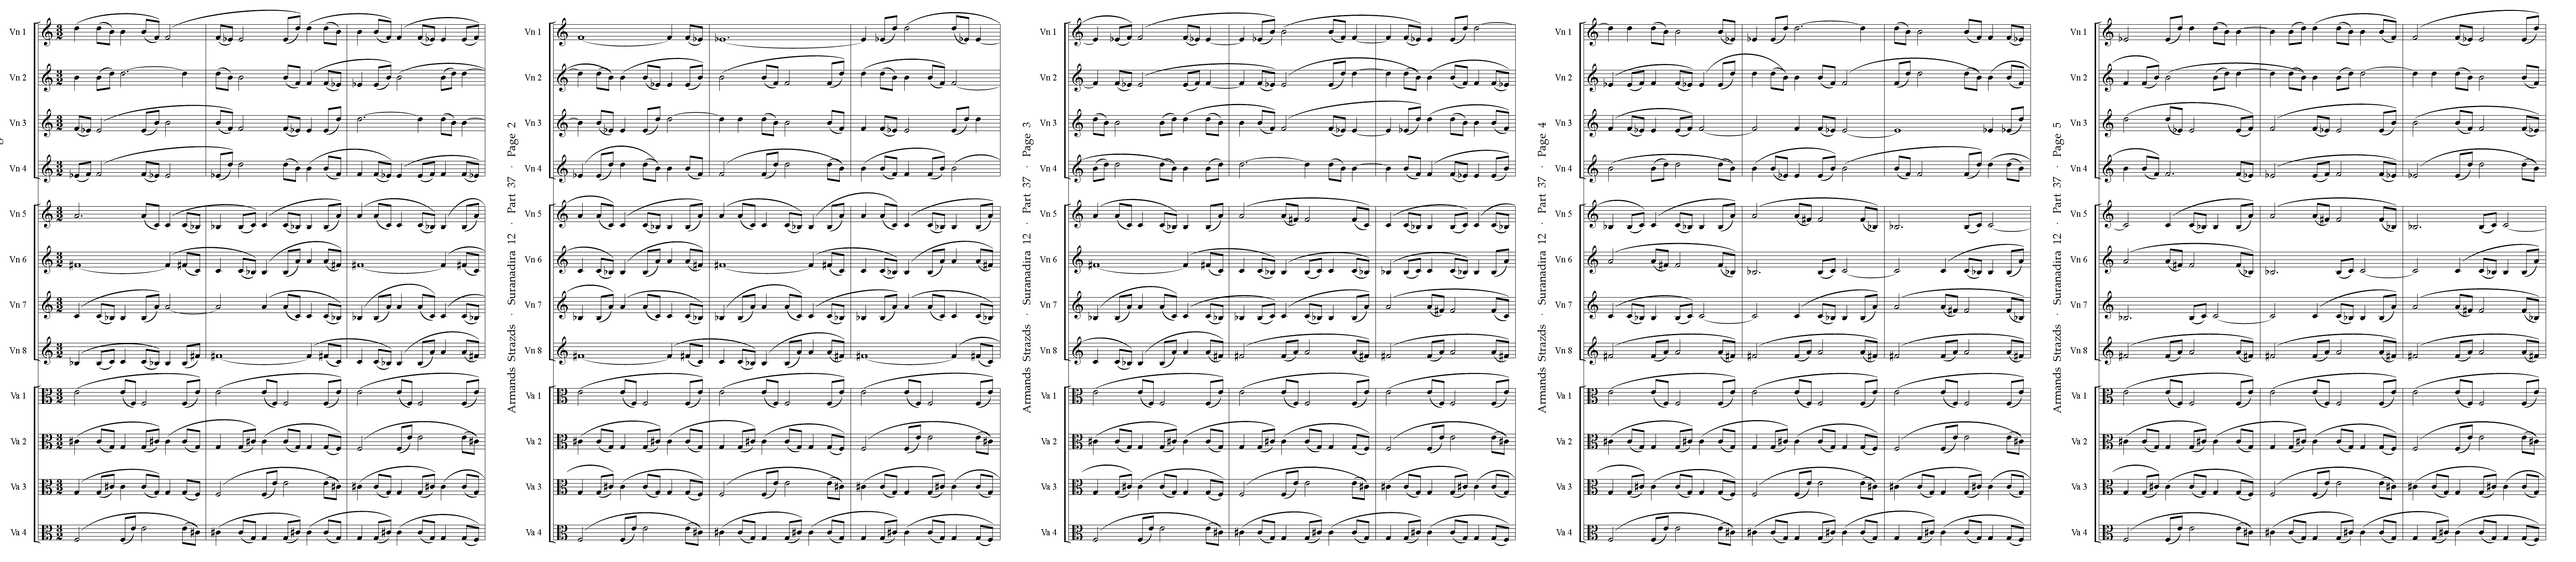 Vn 1
Vn 2
Vn 3
Vn 4
Vn 5
Vn 6
Vn 7
Vn 8
Va 1
Va 2
Va 3
Va 4
Armands Strazds · Suranadira 12 · Part 37 · Page 2
Vn 1
Vn 2
Vn 3
Vn 4
Vn 5
Vn 6
Vn 7
Vn 8
Va 1
Va 2
Va 3
Va 4
Armands Strazds · Suranadira 12 · Part 37 · Page 3
Vn 1
Vn 2
Vn 3
Vn 4
Vn 5
Vn 6
Vn 7
Vn 8
Va 1
Va 2
Va 3
Va 4
Armands Strazds · Suranadira 12 · Part 37 · Page 4
Vn 1
Vn 2
Vn 3
Vn 4
Vn 5
Vn 6
Vn 7
Vn 8
Va 1
Va 2
Va 3
Va 4
Armands Strazds · Suranadira 12 · Part 37 · Page 5
Vn 1
Vn 2
Vn 3
Vn 4
Vn 5
Vn 6
Vn 7
Vn 8
Va 1
Va 2
Va 3
Va 4